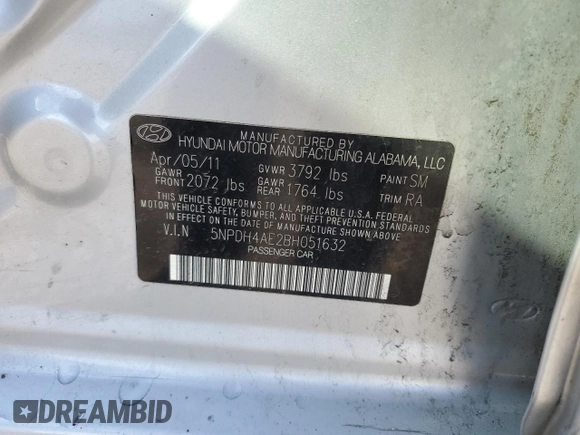 MANUFACTURED BY
HYUNDAI MOTOR MANUFACTURING ALABAMA, LLC
Apr/05/11 GVWR 3792 lbs PAINT SM
GAWR FRONT 2072 lbs GAWR REAR 1764 lbs TRIM RA
THIS VEHICLE CONFORMS TO ALL APPLICABLE U.S.A. FEDERAL
MOTOR VEHICLE SAFETY, BUMPER, AND THEFT PREVENTION STANDARDS
IN EFFECT ON THE DATE OF MANUFACTURE SHOWN ABOVE.
V.I.N 5NPDH4AE2BH051632
PASSENGER CAR
DREAMBID